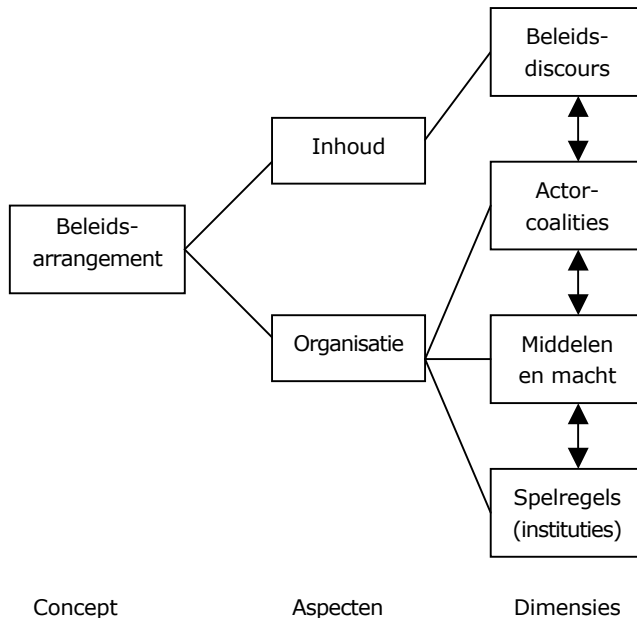 Beleids-
discours
Inhoud
Actor-
coalities
Beleids-
arrangement
Organisatie
Middelen
en macht
Spelregels
(instituties)
Concept
Aspecten
Dimensies